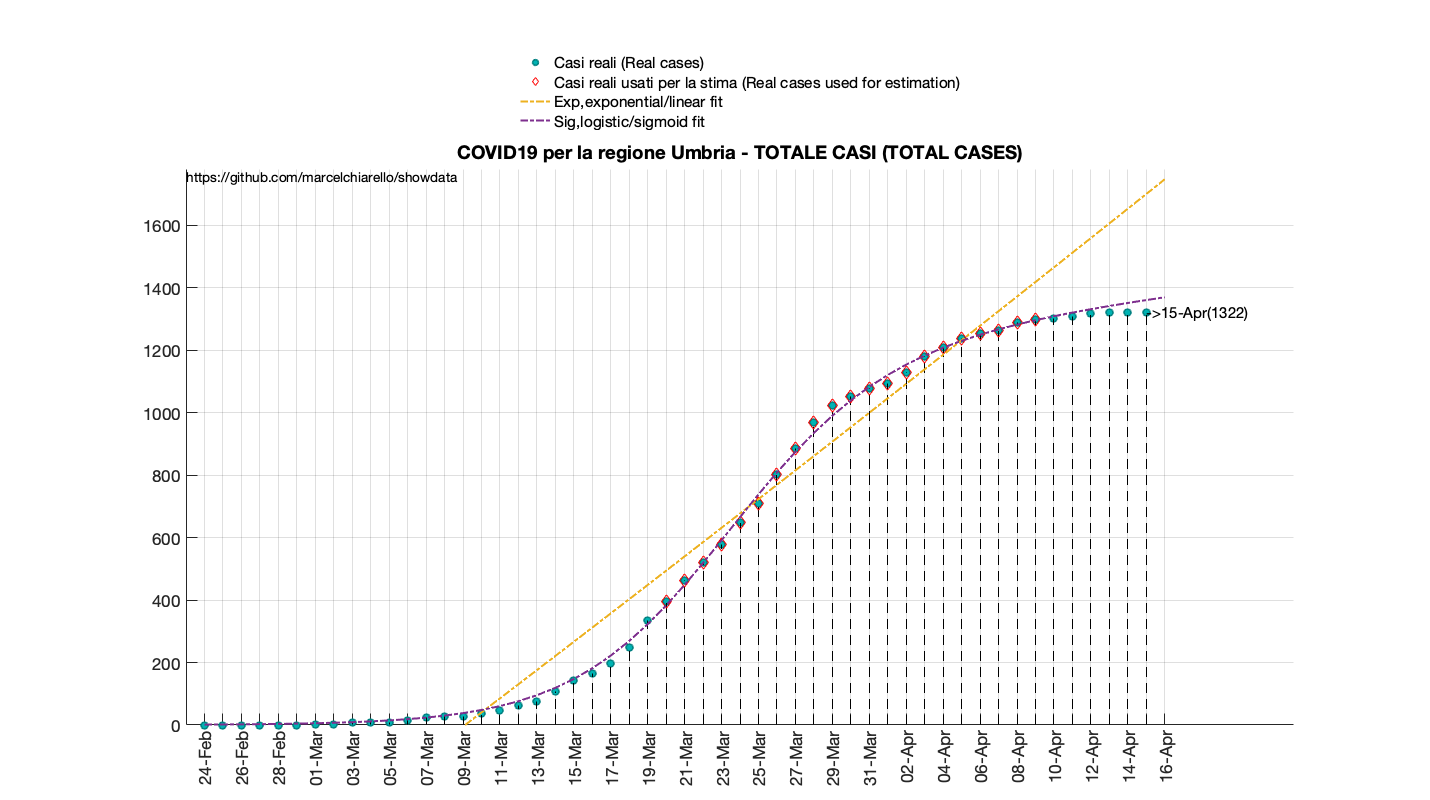 Casi reali (Real cases)
Casi reali usati per la stima (Real cases used for estimation)
Exp,exponential/linear fit
Sig,logistic/sigmoid fit
COVID19 per la regione Umbria - TOTALE CASI (TOTAL CASES)
https://github.com/marcelchiarello/showdata
1600
1400
1200
1000
800
600
400
200
0
>15-Apr(1322)
24-Feb
26-Feb
28-Feb
01-Mar
03-Mar
05-Mar
07-Mar
09-Mar
11-Mar
13-Mar
15-Mar
17-Mar
19-Mar
21-Mar
23-Mar
25-Mar
27-Mar
29-Mar
31-Mar
02-Apr
04-Apr
06-Apr
08-Apr
10-Apr
12-Apr
14-Apr
16-Apr